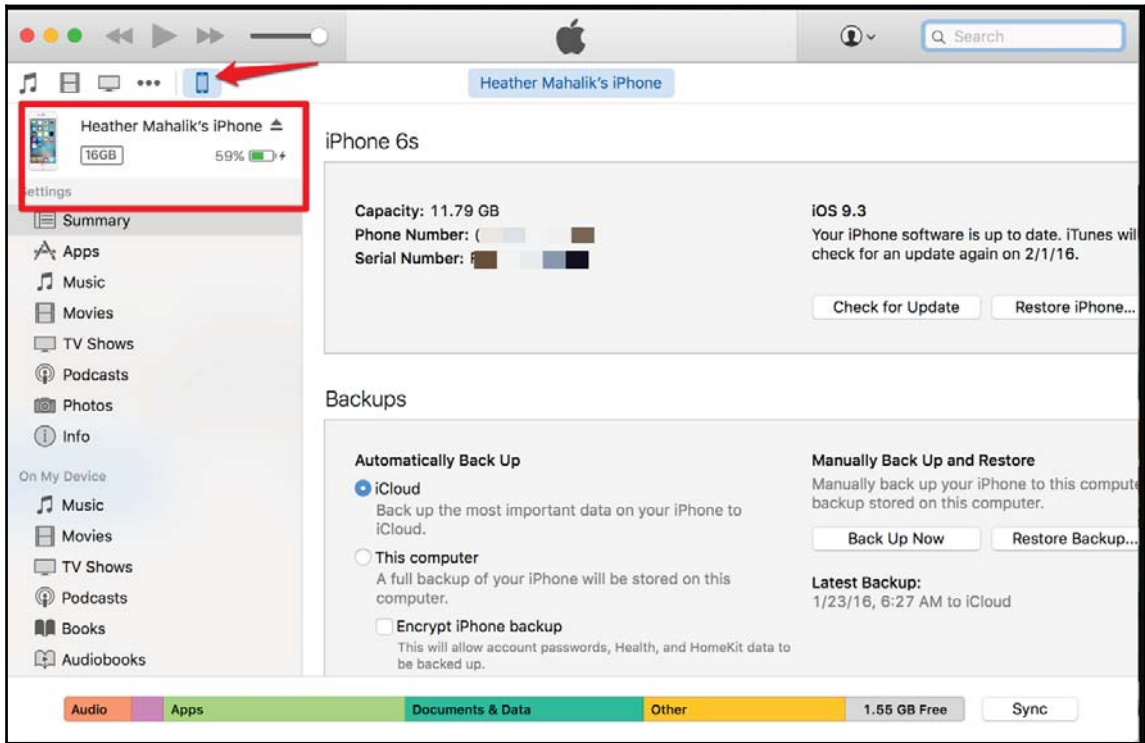 Search
Heather Mahalik's iPhone
Heather Mahalik's iPhone
16GB
59%
Settings
Summary
Apps
Music
Movies
TV Shows
Podcasts
Photos
Info
On My Device
Music
Movies
TV Shows
Podcasts
Books
Audiobooks
iPhone 6s
Capacity: 11.79 GB
Phone Number: (
Serial Number:
iOS 9.3
Your iPhone software is up to date. iTunes will
check for an update again on 2/1/16.
Check for Update
Restore iPhone...
Backups
Automatically Back Up
iCloud
Back up the most important data on your iPhone to
iCloud.
This computer
A full backup of your iPhone will be stored on this
computer.
Encrypt iPhone backup
This will allow account passwords, Health, and HomeKit data to
be backed up.
Manually Back Up and Restore
Manually back up your iPhone to this compute
backup stored on this computer.
Back Up Now
Restore Backup...
Latest Backup:
1/23/16, 6:27 AM to iCloud
Audio
Apps
Documents & Data
Other
1.55 GB Free
Sync